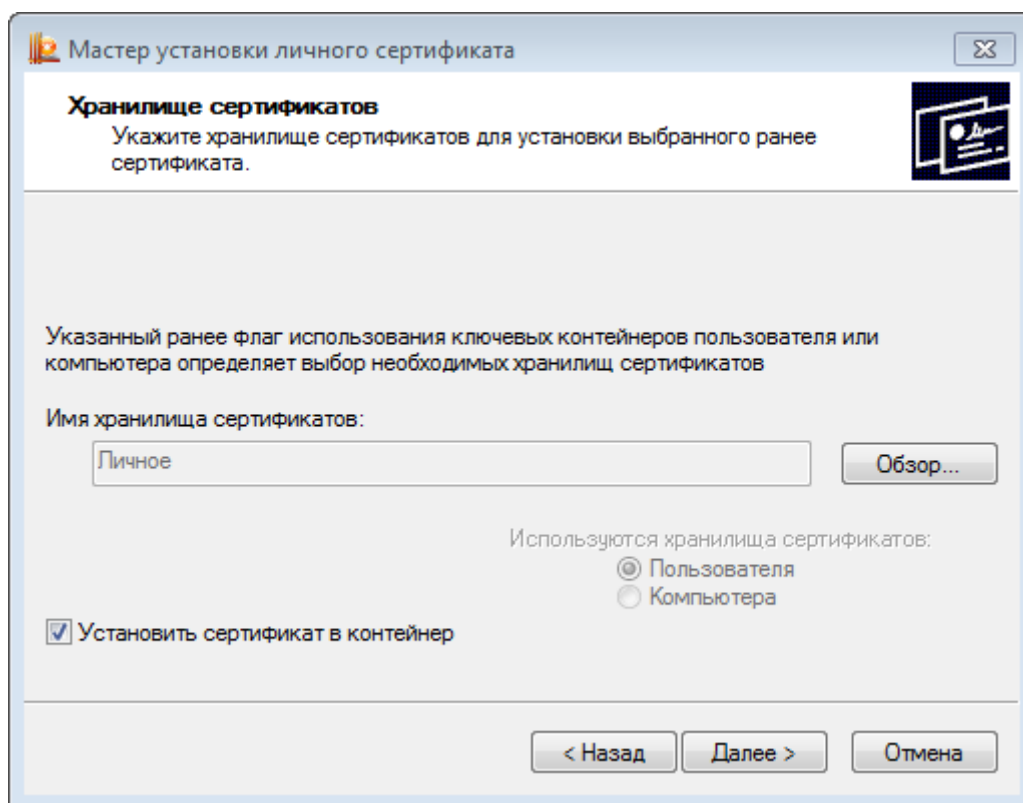 Мастер установки личного сертификата
Хранилище сертификатов
Укажите хранилище сертификатов для установки выбранного ранее
сертификата.
Указанный ранее флаг использования ключевых контейнеров пользователя или
компьютера определяет выбор необходимых хранилищ сертификатов
Имя хранилища сертификатов:
Личное
Обзор...
Используются хранилища сертификатов:
Пользователя
Компьютера
Установить сертификат в контейнер
< Назад
Далее >
Отмена